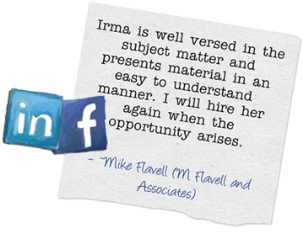 Irma is well versed in the
subject matter and
presents material in an
easy to understand
manner. I will hire her
again when the
opportunity arises.
- Mike Flavell (M Flavell and
Associates)
in
f